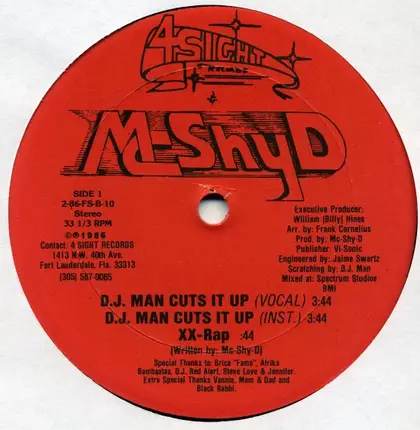 4 SIGHT
RECORDS
&
M-ShyD
SIDE 1
2-86-FS-B-10
Stereo
33 1/3 RPM
©℗1986
Contact: 4 SIGHT RECORDS
1413 N.W. 40th Ave.
Fort Lauderdale, Fla. 33313
(305) 587-0065
Executive Producer:
William (Billy) Hines
Arr. by: Frank Cornelius
Prod. by: Mc-Shy-D
Publisher: Vi-Sonic
Engineered by: Jaime Swartz
Scratching by: D.J. Man
Mixed at: Spectrum Studios
BMI
D.J. MAN CUTS IT UP (VOCAL) 3:44
D.J. MAN CUTS IT UP (INST.) 3:44
XX-Rap :44
(Written by: Mc-Shy-D)
Special Thanks to: Brice "Fame", Afrika
Bambaataa, D.J. Red Alert, Steve Love & Jennifer.
Extra Special Thanks Vannie, Mom & Dad and
Black Rabbi.